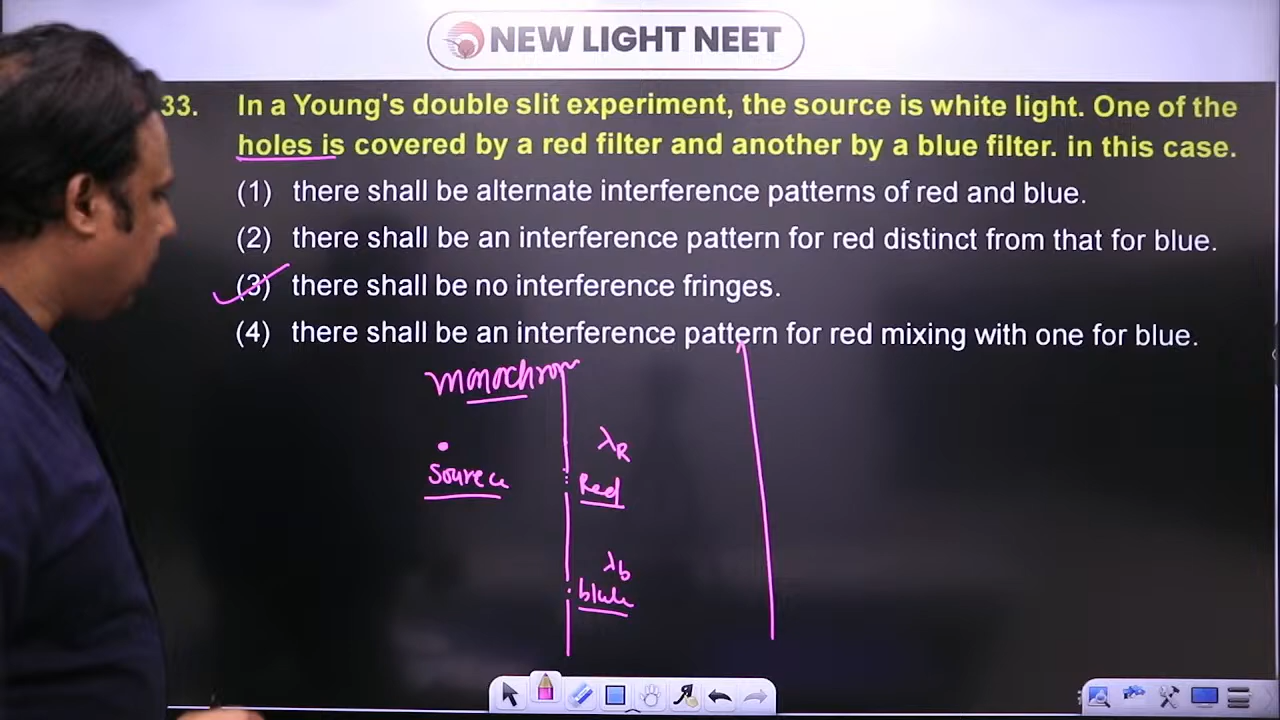 NEW LIGHT NEET
33. In a Young's double slit experiment, the source is white light. One of the
holes is covered by a red filter and another by a blue filter. in this case.
(1) there shall be alternate interference patterns of red and blue.
(2) there shall be an interference pattern for red distinct from that for blue.
(3) there shall be no interference fringes.
(4) there shall be an interference pattern for red mixing with one for blue.
monochrom
λR
Source
Red
λb